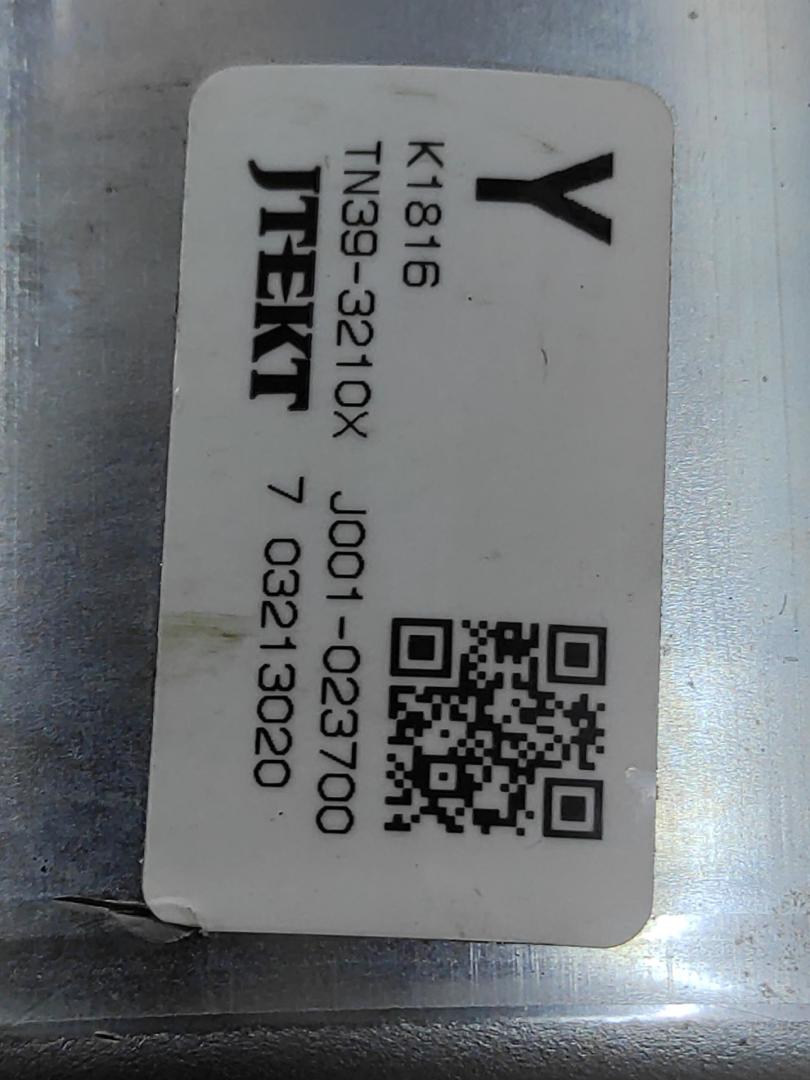 Y
K1816
TN39-3210X J001-023700
JTEKT 7 03213020